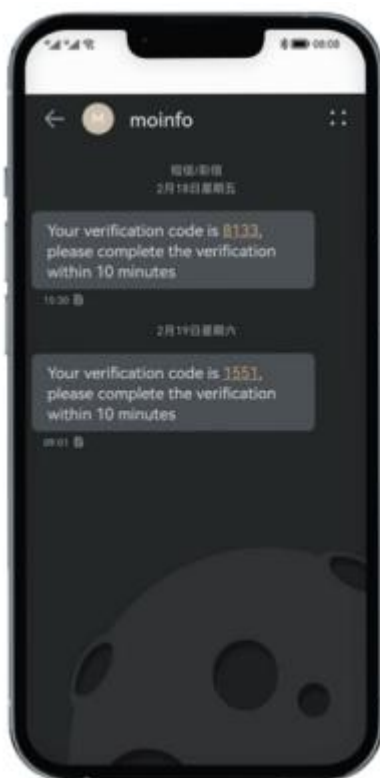 08:08
moinfo
短信/彩信
2月18日星期五
Your verification code is 8133,
please complete the verification
within 10 minutes
2月19日星期六
Your verification code is 1551,
please complete the verification
within 10 minutes
09:01